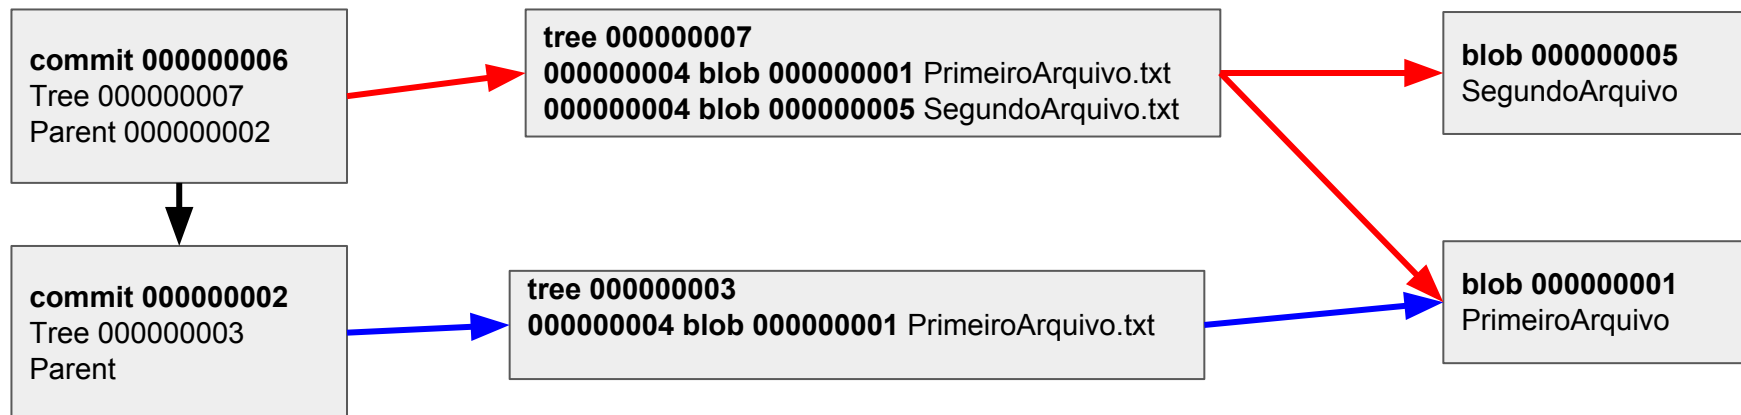 commit 000000006
Tree 000000007
Parent 000000002
tree 000000007
000000004 blob 000000001 PrimeiroArquivo.txt
000000004 blob 000000005 SegundoArquivo.txt
blob 000000005
SegundoArquivo
commit 000000002
Tree 000000003
Parent
tree 000000003
000000004 blob 000000001 PrimeiroArquivo.txt
blob 000000001
PrimeiroArquivo